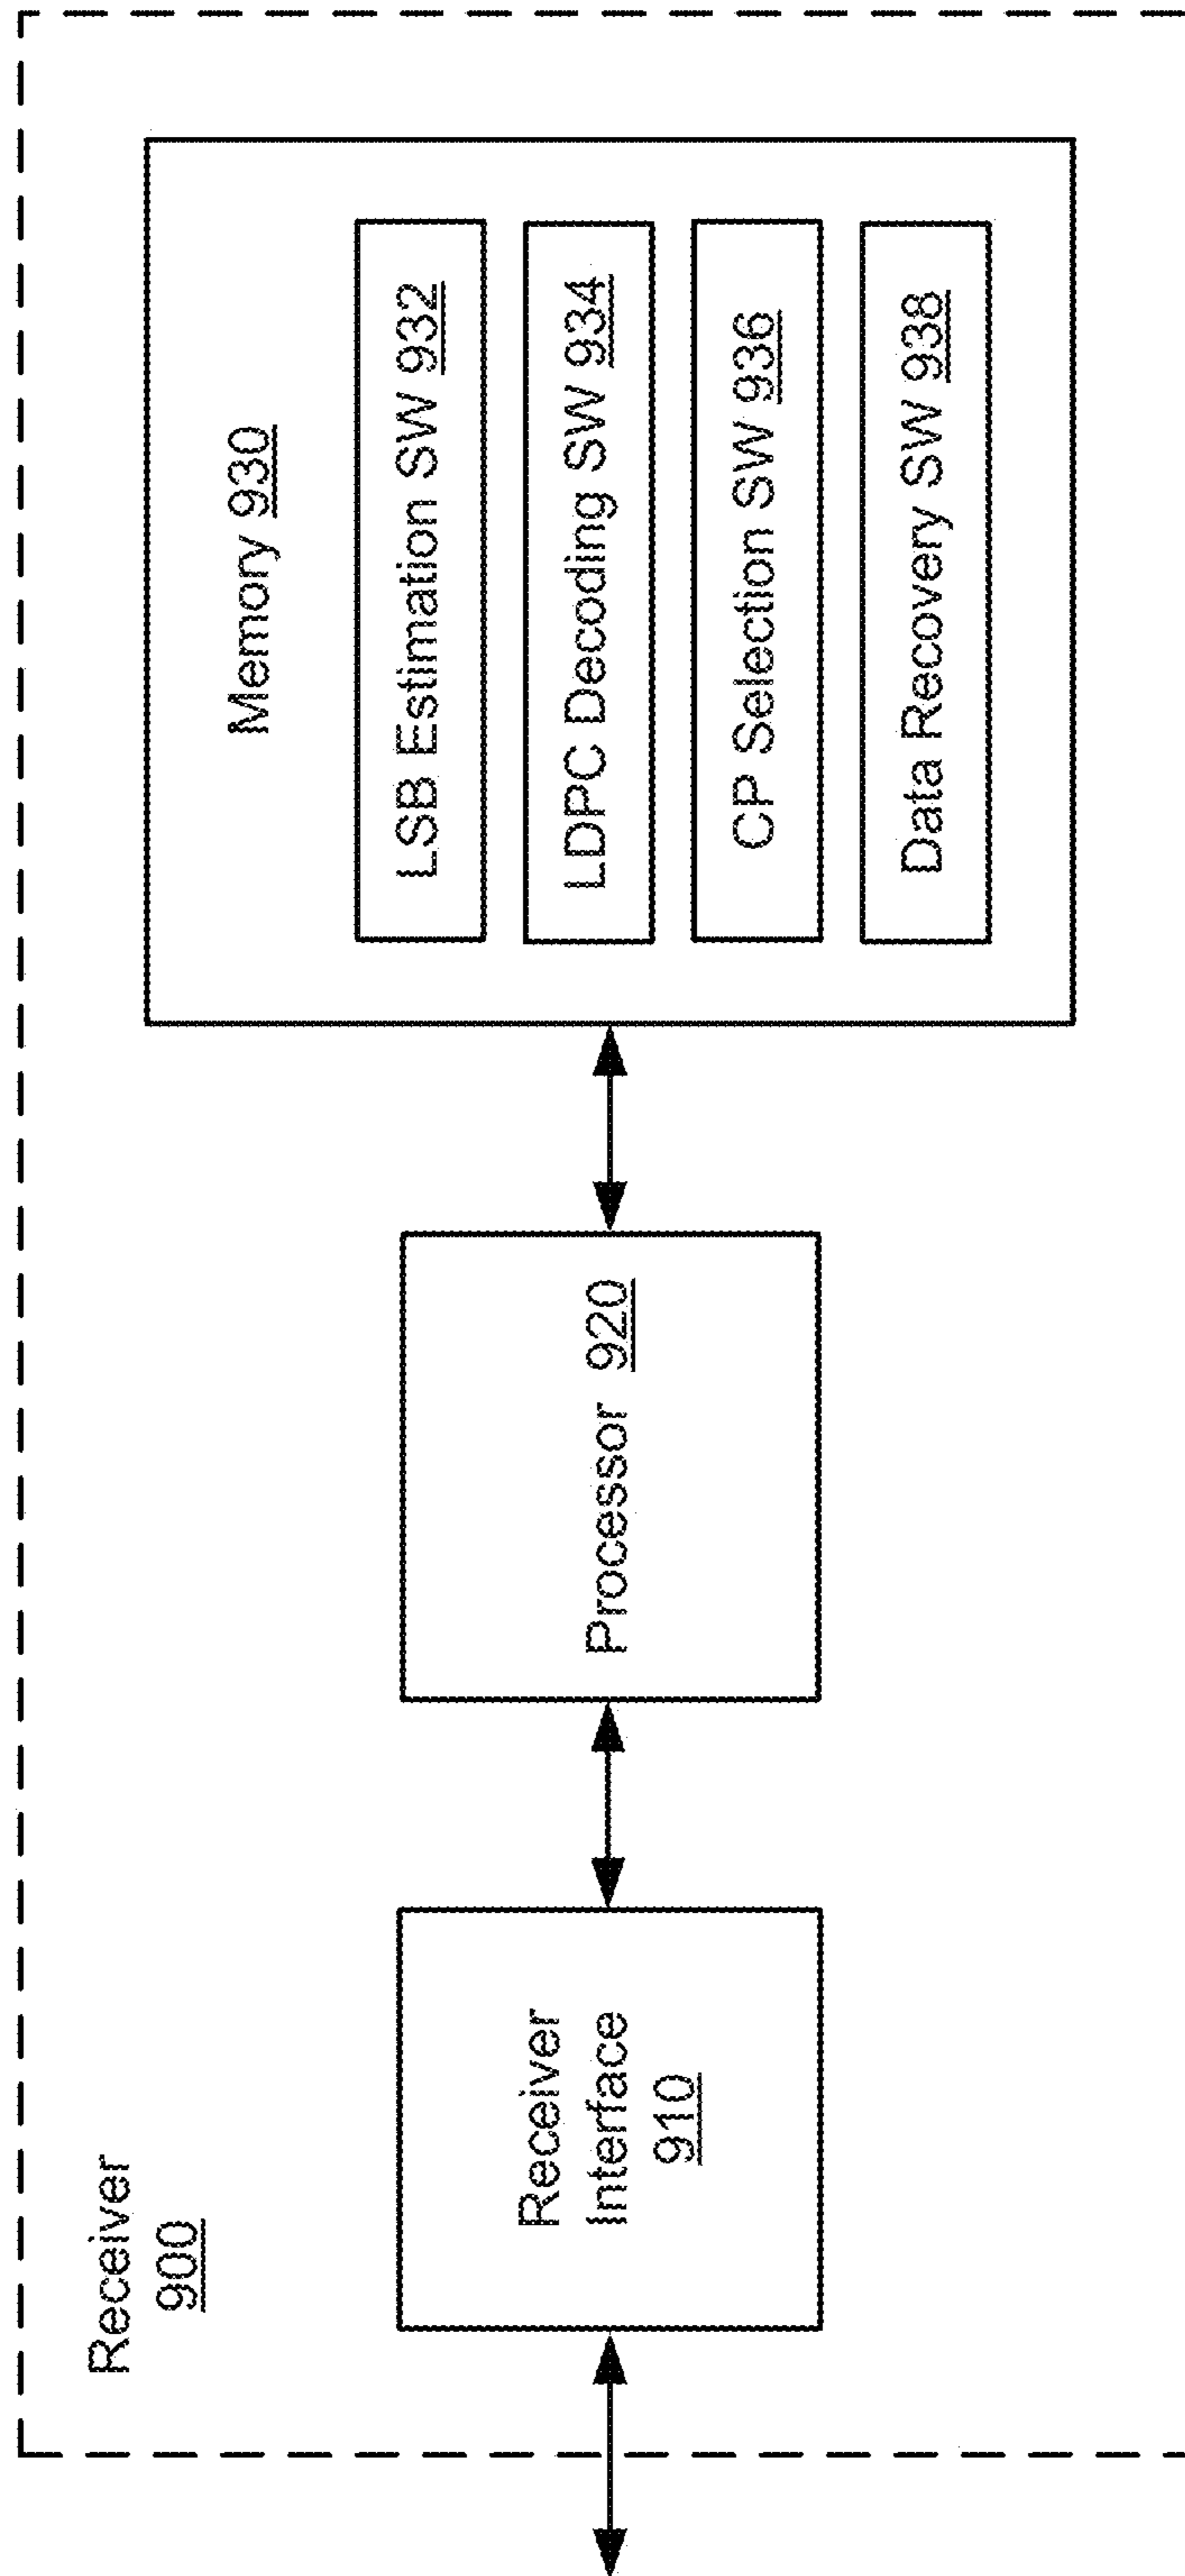 Receiver
900
Receiver
Interface
910
Processor 920
Memory 930
LSB Estimation SW 932
LDPC Decoding SW 934
CP Selection SW 936
Data Recovery SW 938